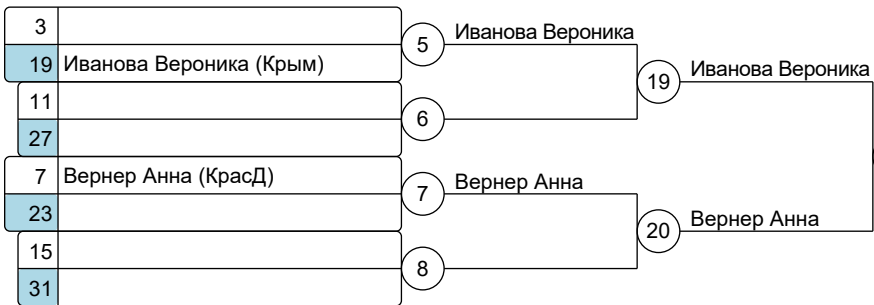 3
19 Иванова Вероника (Крым)
5 Иванова Вероника
11
27
6
19 Иванова Вероника
7 Вернер Анна (КрасД)
23
7 Вернер Анна
15
31
8
20 Вернер Анна